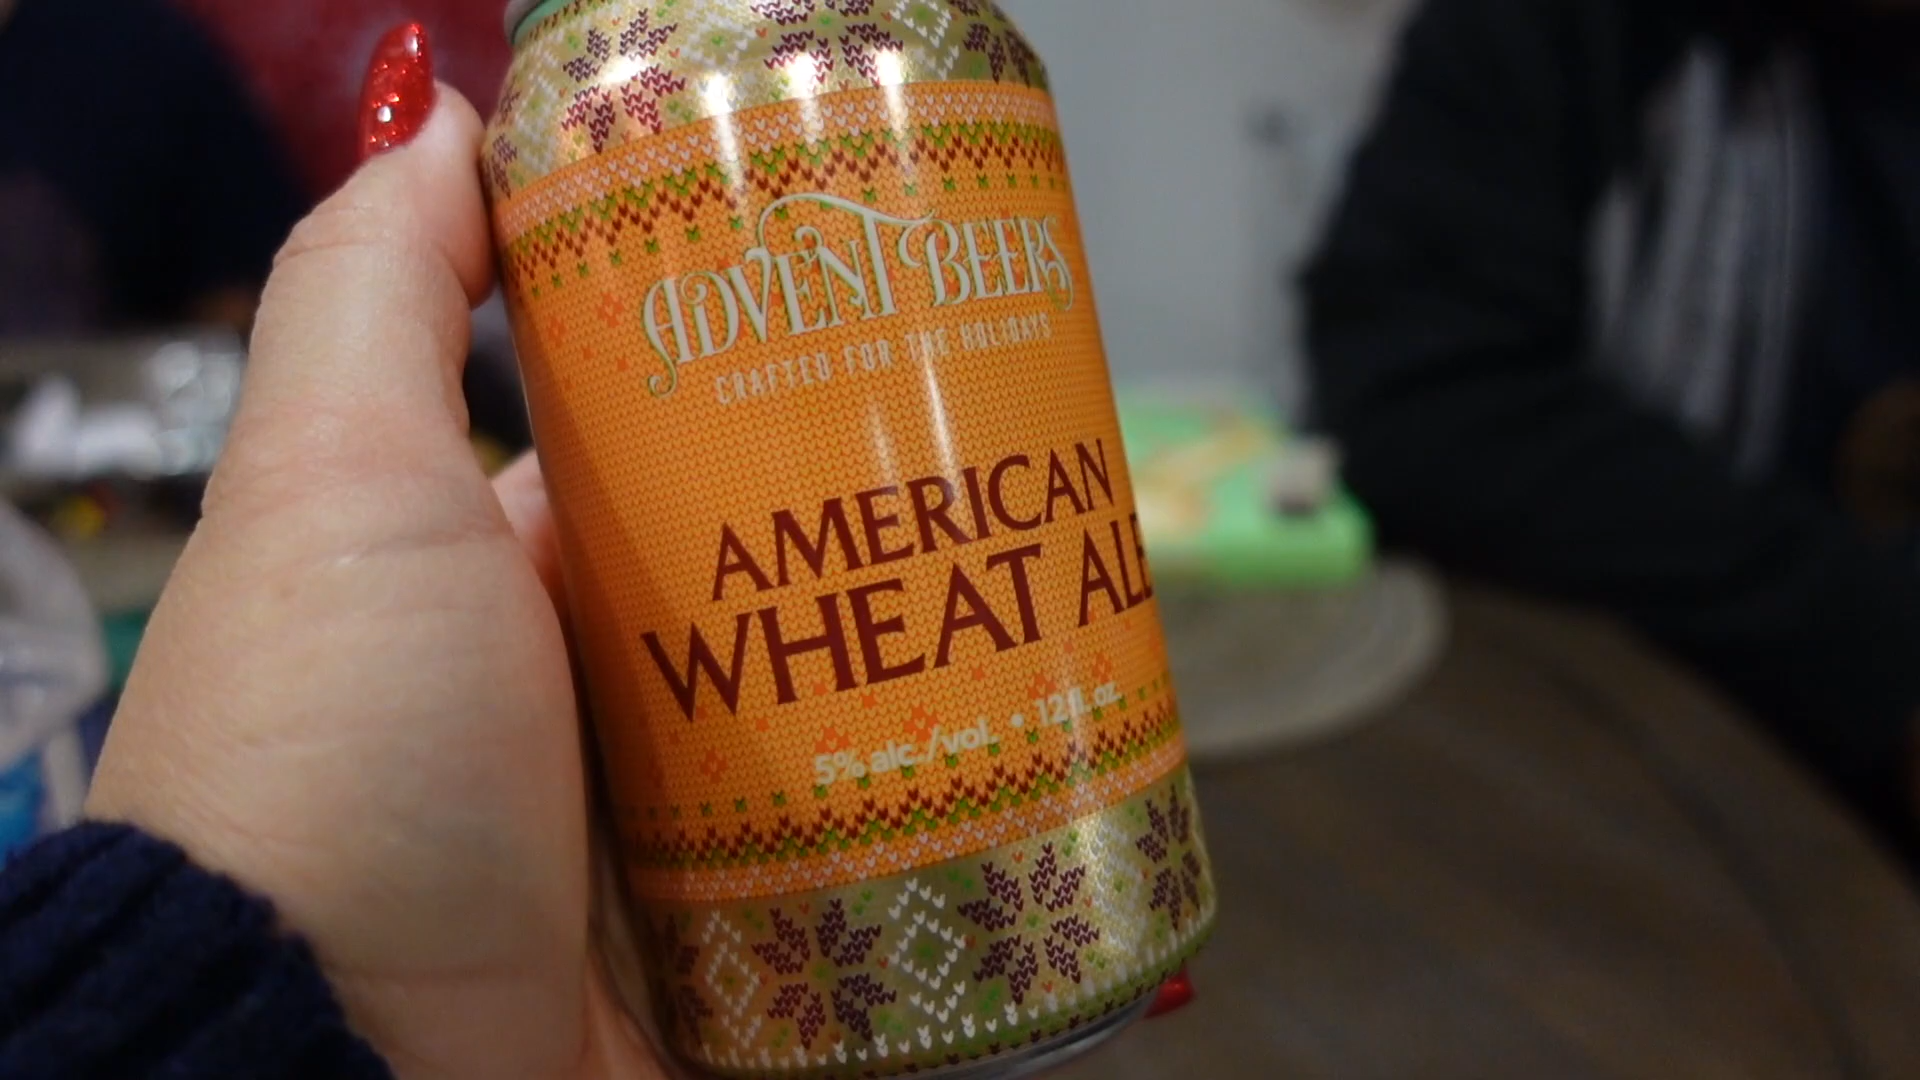 ADVENT BEERS
CRAFTED FOR THE HOLIDAYS
AMERICAN
WHEAT ALE
5% alc./vol. • 12 fl. oz.